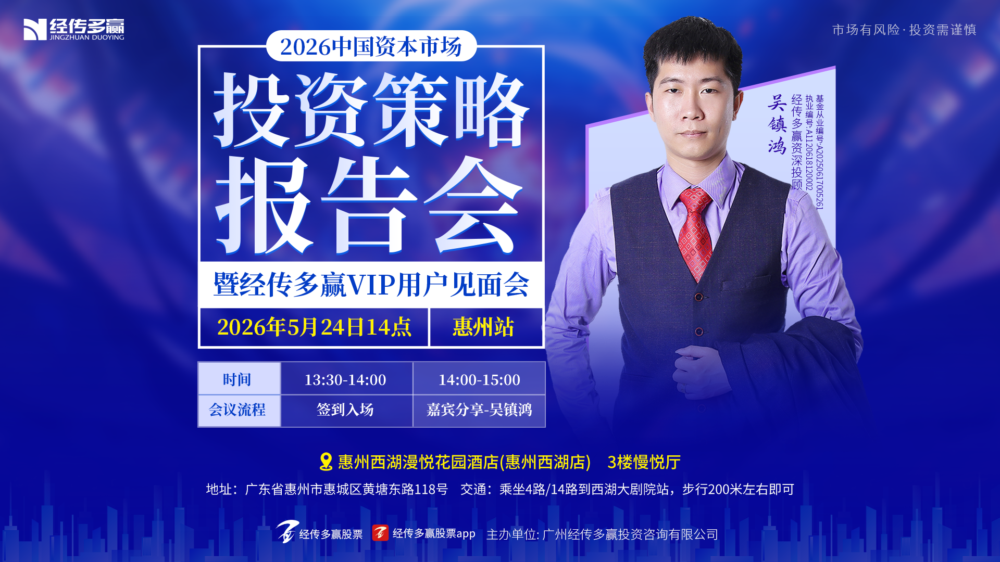 经传多赢
JINGZHUAN DUOYING
市场有风险·投资需谨慎
2026中国资本市场
投资策略
报告会
暨经传多赢VIP用户见面会
2026年5月24日14点
惠州站
吴镇鸿
经传多赢资深投顾
执业编号:A1120618120002
基金从业编号:A20250617005261
时间 13:30-14:00 14:00-15:00
会议流程 签到入场 嘉宾分享-吴镇鸿
惠州西湖漫悦花园酒店(惠州西湖店) 3楼慢悦厅
地址：广东省惠州市惠城区黄塘东路118号 交通：乘坐4路/14路到西湖大剧院站，步行200米左右即可
经传多赢股票 经传多赢股票app 主办单位: 广州经传多赢投资咨询有限公司